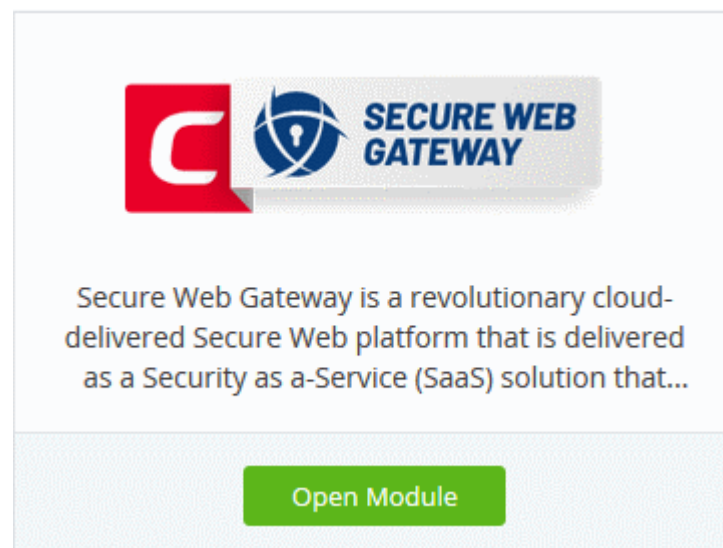 C
SECURE WEB
GATEWAY
Secure Web Gateway is a revolutionary cloud-
delivered Secure Web platform that is delivered
as a Security as a-Service (SaaS) solution that...
Open Module